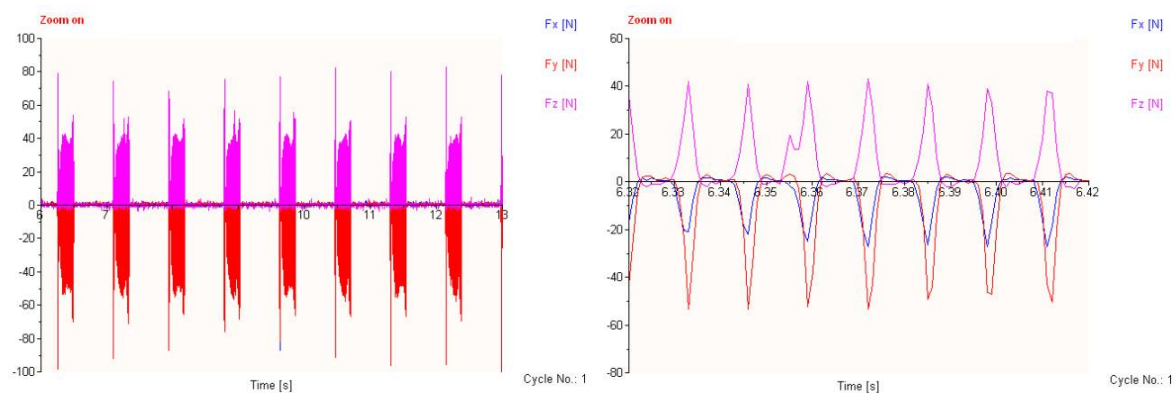 Zoom on
100
80
60
40
20
0
-20
-40
-60
-80
-100
6 7 10 11 12 13
Time [s]
Fx [N]
Fy [N]
Fz [N]
Cycle No.: 1
Zoom on
60
40
20
0
-20
-40
-60
-80
6.32 6.33 6.34 6.35 6.36 6.37 6.38 6.39 6.40 6.41 6.42
Time [s]
Fx [N]
Fy [N]
Fz [N]
Cycle No.: 1